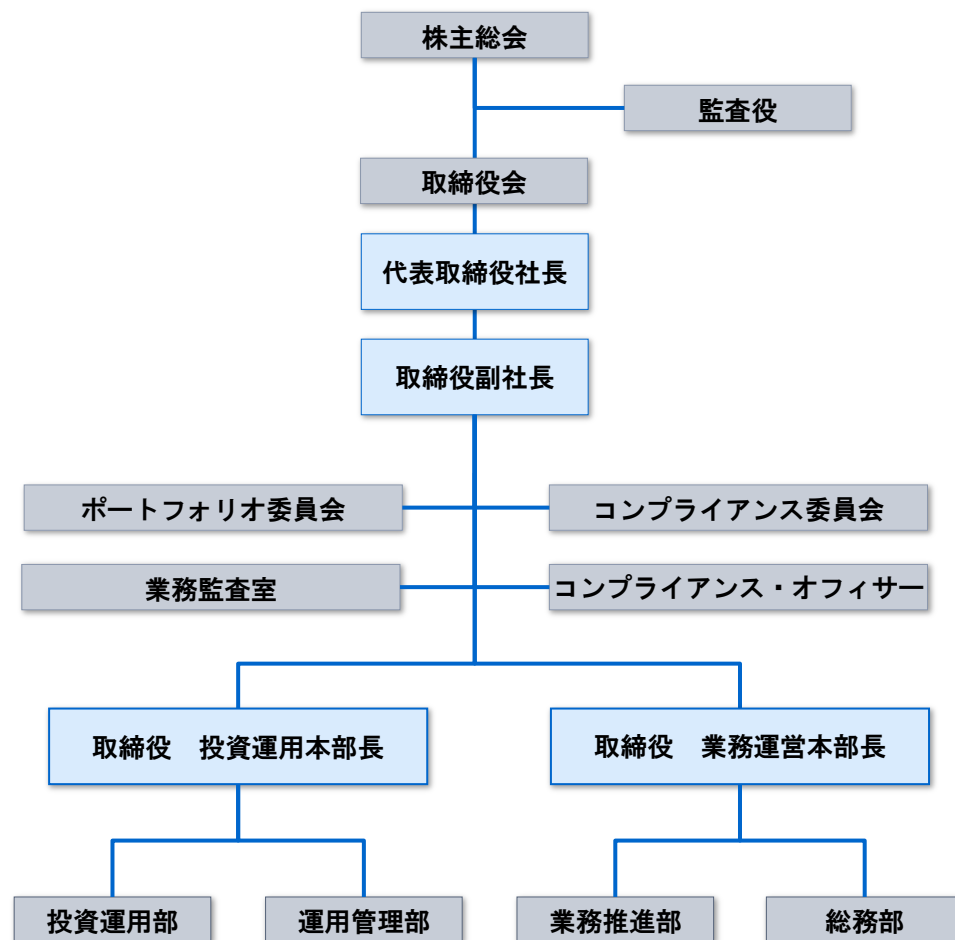 株主総会
監査役
取締役会
代表取締役社長
取締役副社長
ポートフォリオ委員会
コンプライアンス委員会
業務監査室
コンプライアンス・オフィサー
取締役　投資運用本部長
取締役　業務運営本部長
投資運用部
運用管理部
業務推進部
総務部